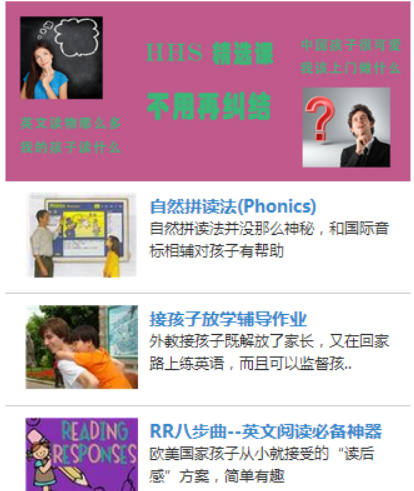 HHS 精选课
不用再纠结
中国孩子很可爱
我该上门做什么
英文读物那么多
我的孩子读什么
自然拼读法(Phonics)
自然拼读法并没那么神秘，和国际音
标相辅对孩子有帮助
接孩子放学辅导作业
外教接孩子既解放了家长，又在回家
路上练英语，而且可以监督孩..
READING
RESPONSES
RR八步曲--英文阅读必备神器
欧美国家孩子从小就接受的“读后
感”方案，简单有趣